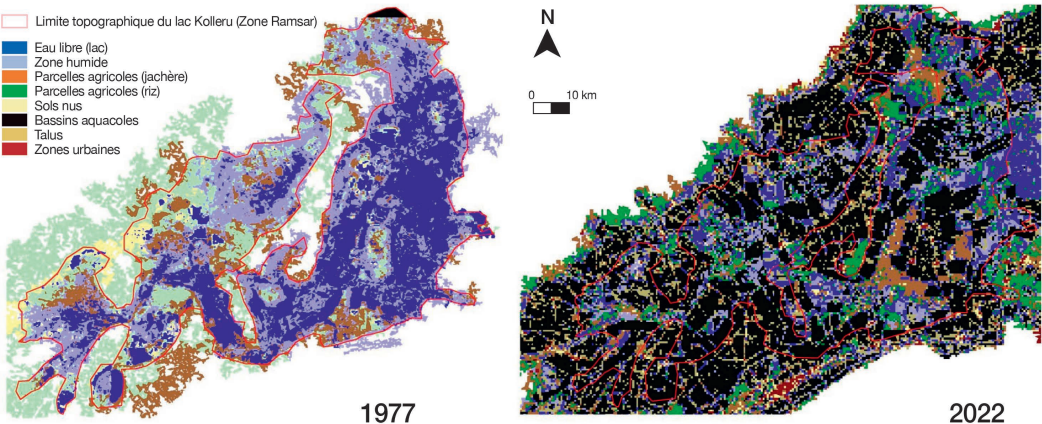 Limite topographique du lac Kolleru (Zone Ramsar)
Eau libre (lac)
Zone humide
Parcelles agricoles (jachère)
Parcelles agricoles (riz)
Sols nus
Bassins aquacoles
Talus
Zones urbaines
N
0 10 km
1977
2022